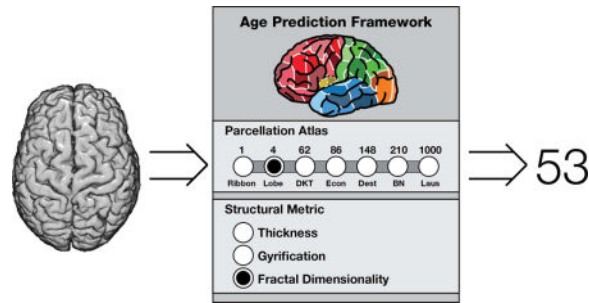 Age Prediction Framework
Parcellation Atlas
1 4 62 86 148 210 1000
Ribbon Lobe DKT Econ Dest BN Laus
53
Structural Metric
Thickness
Gyrification
Fractal Dimensionality